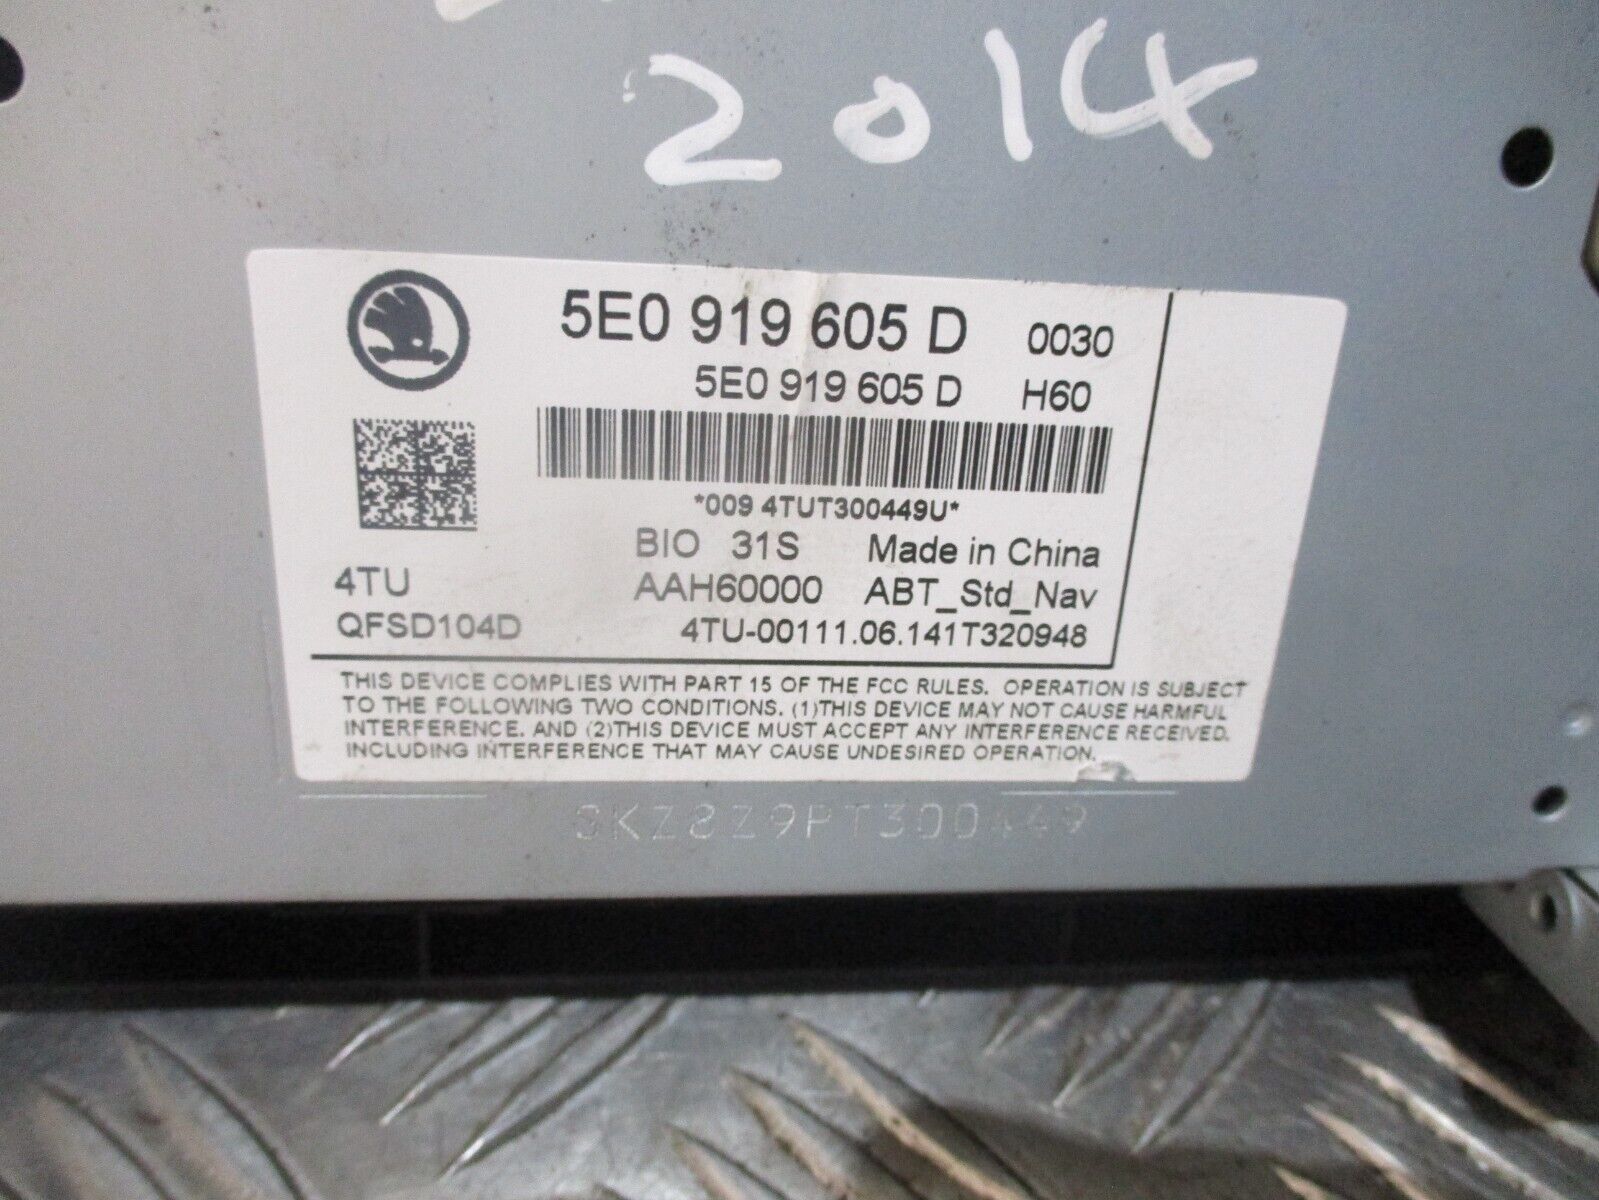 2014
5E0 919 605 D 0030
5E0 919 605 D H60
*009 4TUT300449U*
BIO 31S Made in China
4TU AAH60000 ABT_Std_Nav
QFSD104D 4TU-00111.06.141T320948
THIS DEVICE COMPLIES WITH PART 15 OF THE FCC RULES. OPERATION IS SUBJECT
TO THE FOLLOWING TWO CONDITIONS. (1)THIS DEVICE MAY NOT CAUSE HARMFUL
INTERFERENCE. AND (2)THIS DEVICE MUST ACCEPT ANY INTERFERENCE RECEIVED.
INCLUDING INTERFERENCE THAT MAY CAUSE UNDESIRED OPERATION.
SKZ8Z9PT300449